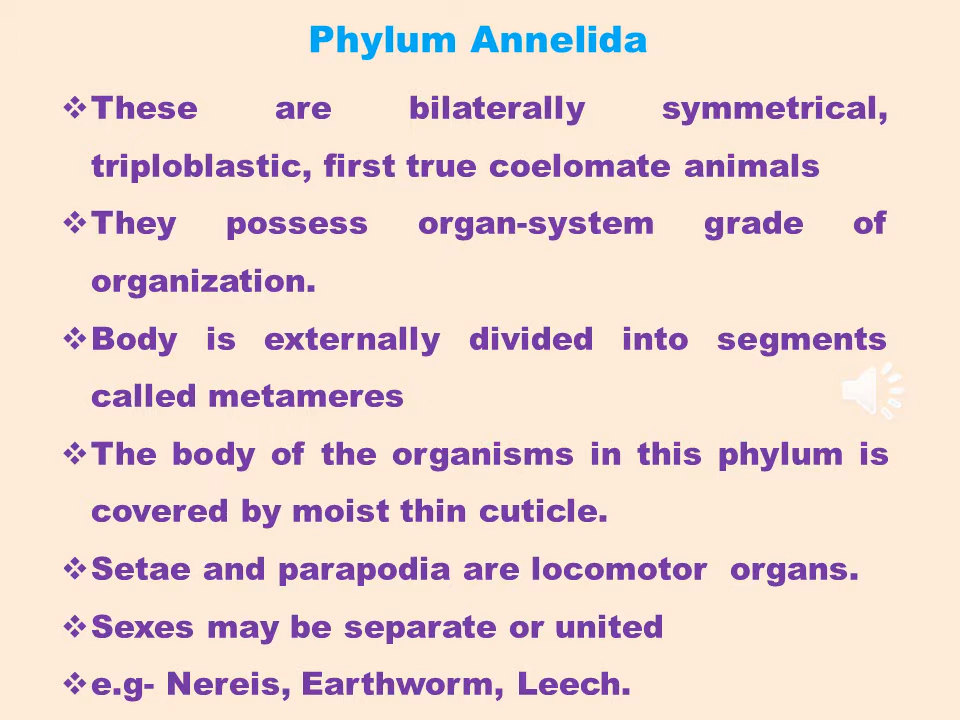 Phylum Annelida
❖These are bilaterally symmetrical,
triploblastic, first true coelomate animals
❖They possess organ-system grade of
organization.
❖Body is externally divided into segments
called metameres
❖The body of the organisms in this phylum is
covered by moist thin cuticle.
❖Setae and parapodia are locomotor  organs.
❖Sexes may be separate or united
❖e.g- Nereis, Earthworm, Leech.